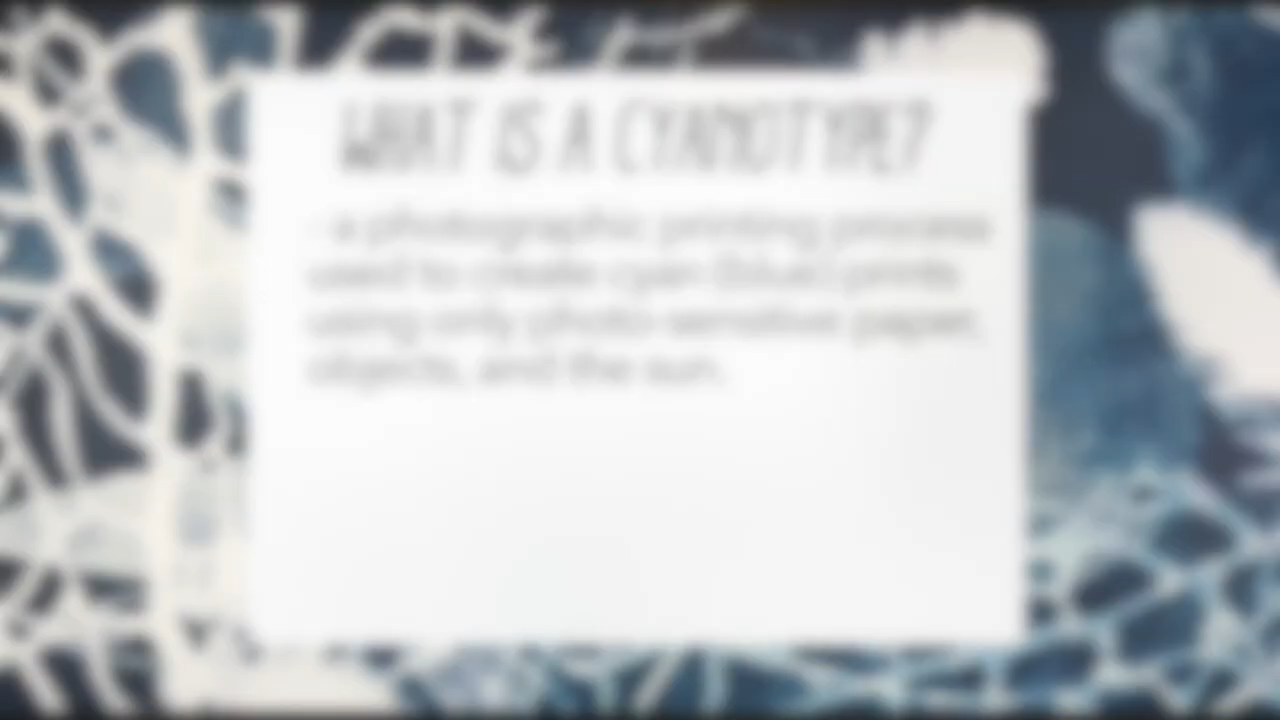 WHAT IS A CYANOTYPE?
- a photographic printing process
used to create cyan (blue) prints
using only photo-sensitive paper,
objects, and the sun.